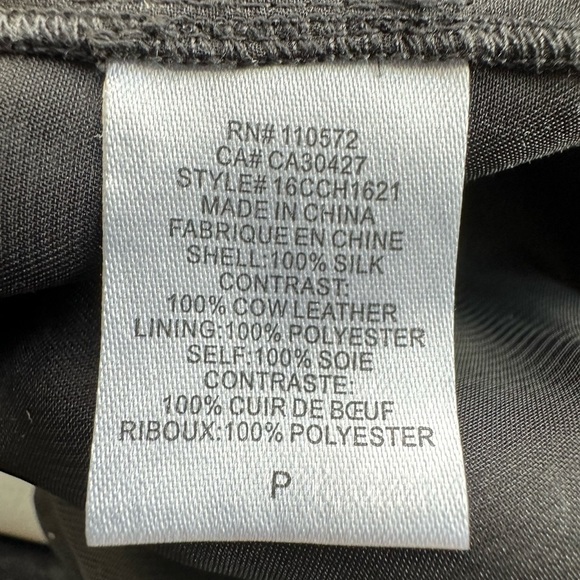 RN# 110572
CA# CA30427
STYLE# 16CCH1621
MADE IN CHINA
FABRIQUE EN CHINE
SHELL:100% SILK
CONTRAST:
100% COW LEATHER
LINING:100% POLYESTER
SELF:100% SOIE
CONTRASTE:
100% CUIR DE BŒUF
RIBOUX:100% POLYESTER
P